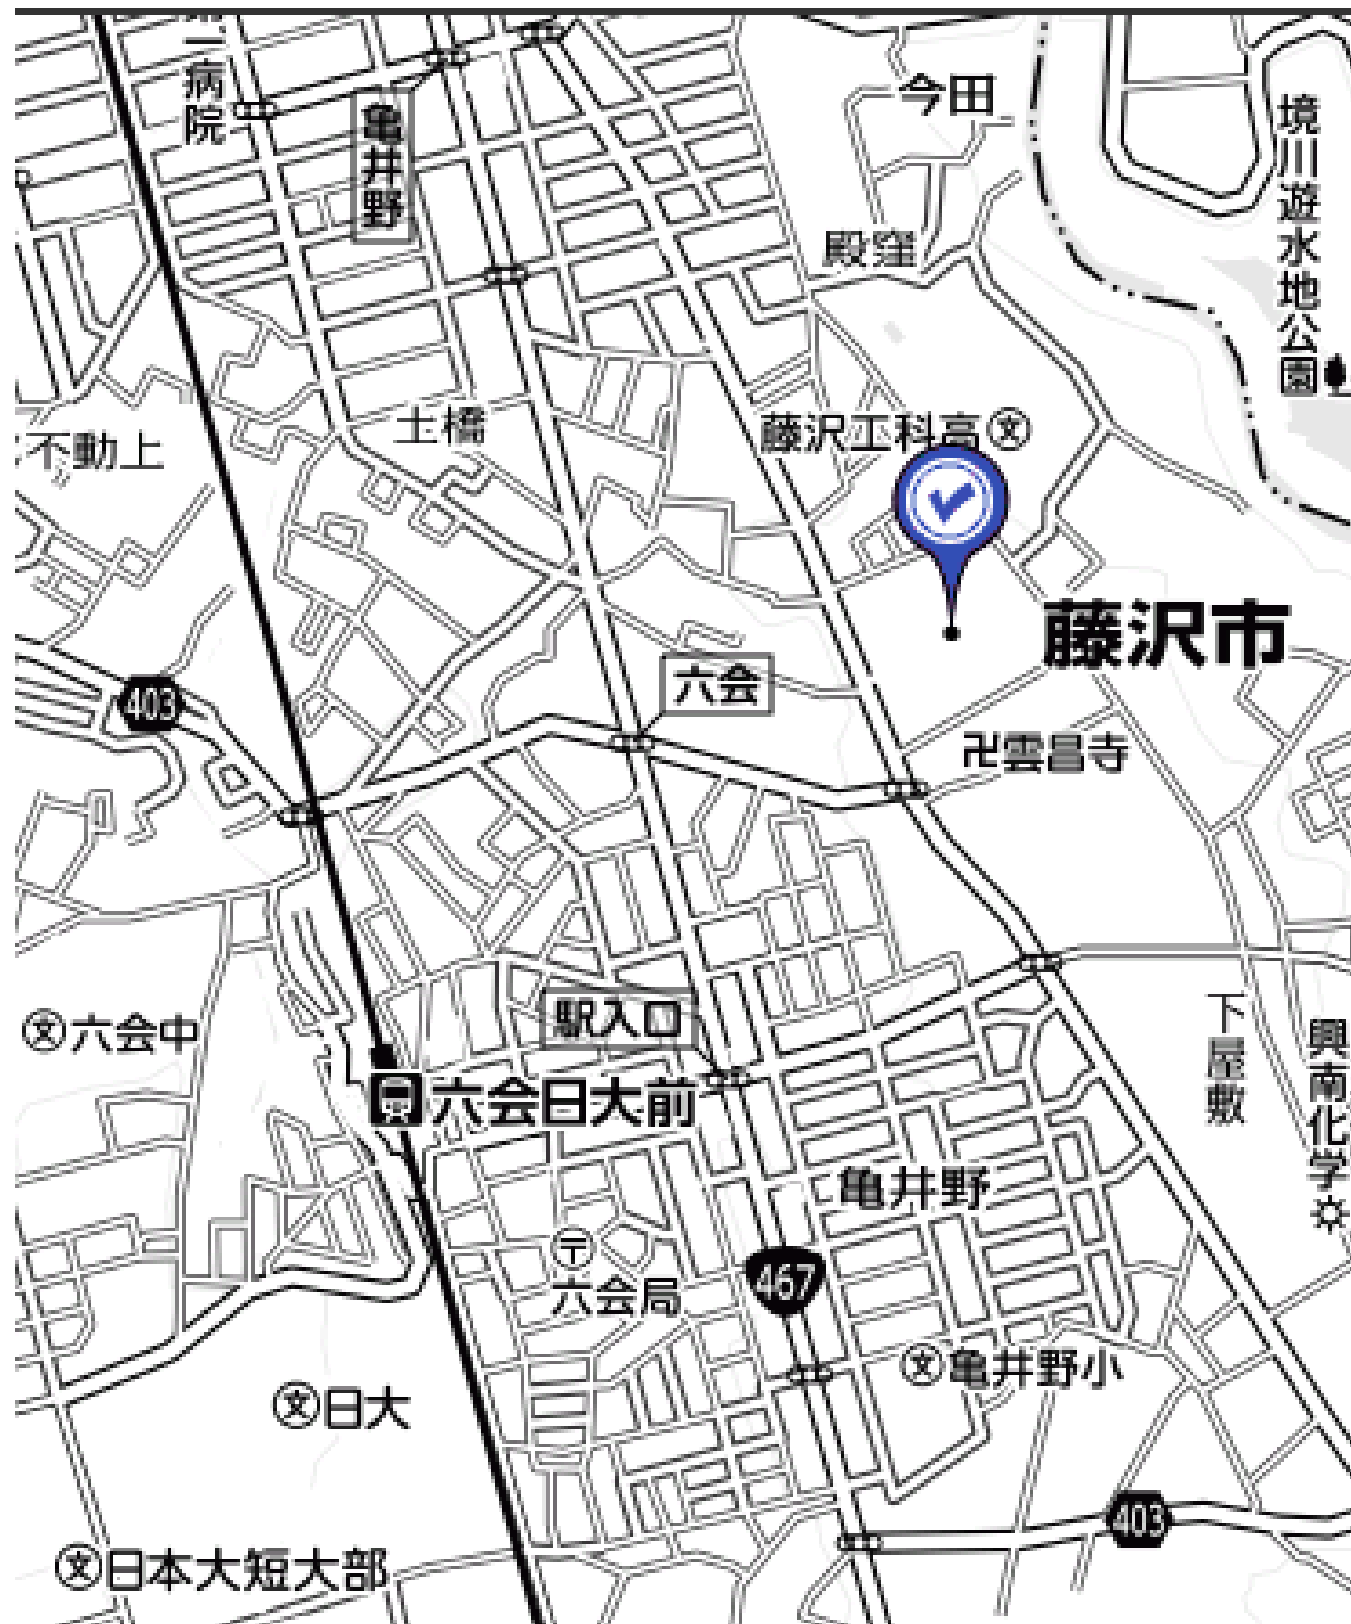 病院
亀井野
今田
境川遊水地公園
殿窪
土橋
藤沢工科高
不動上
藤沢市
六会
403
雲昌寺
駅入口
六会中
下屋敷
興南化学
六会日大前
亀井野
六会局
467
亀井野小
日大
403
日本大短大部